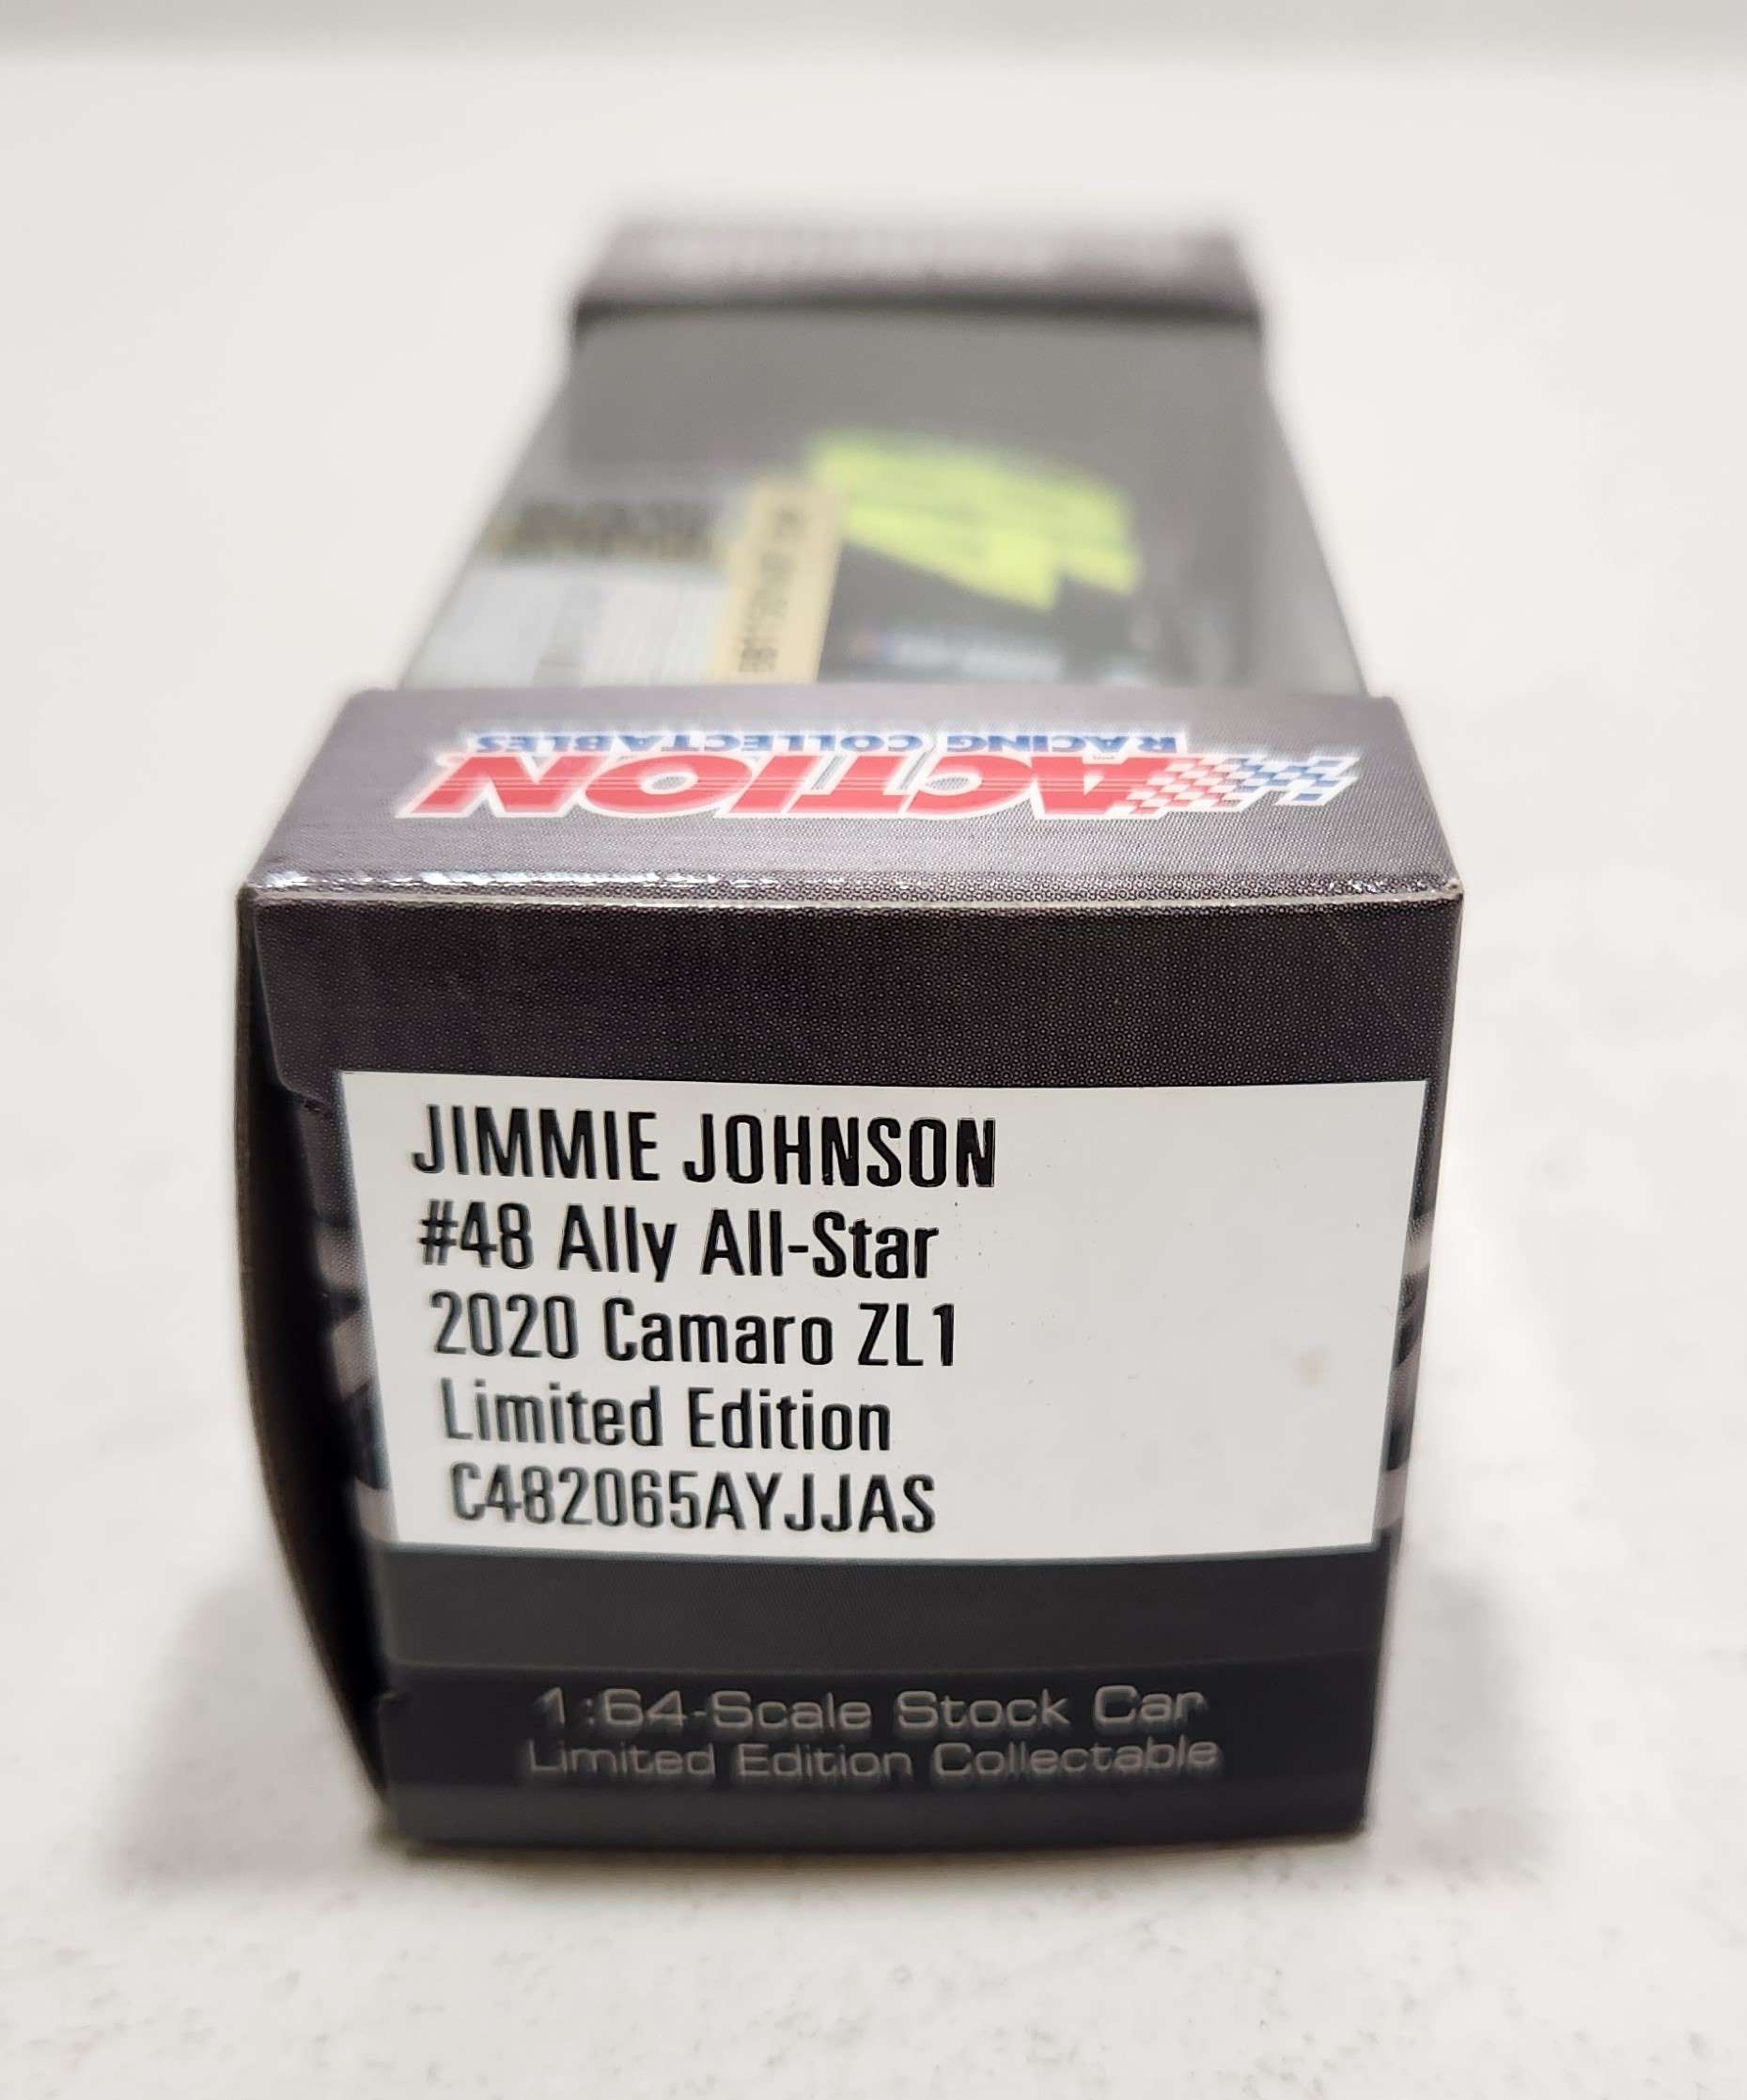 ACTION
RACING COLLECTABLES
JIMMIE JOHNSON
#48 Ally All-Star
2020 Camaro ZL1
Limited Edition
C482065AYJJAS
1:64-Scale Stock Car
Limited Edition Collectable